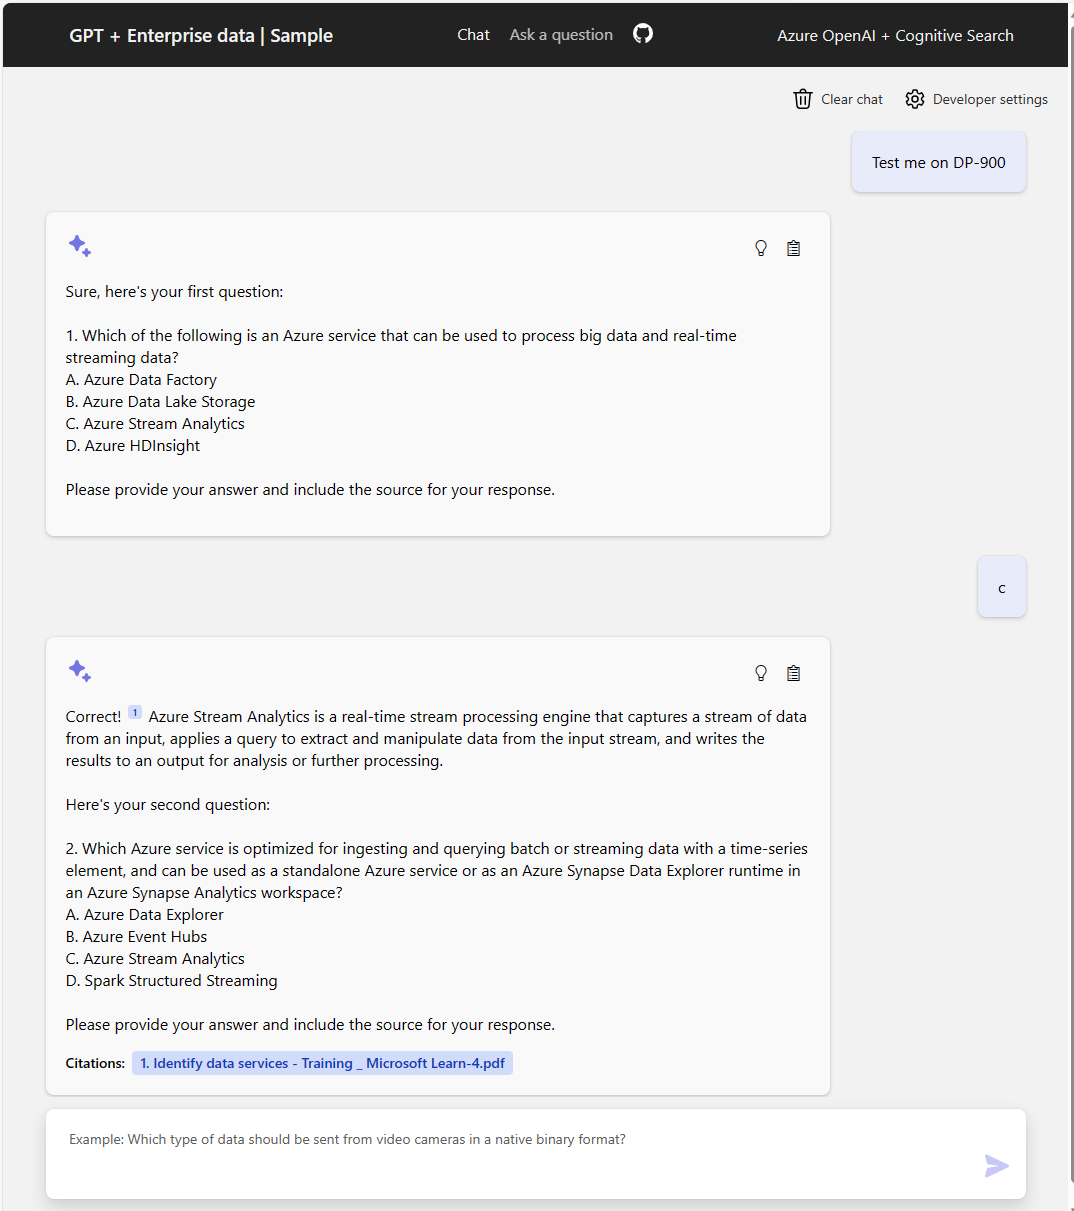 GPT + Enterprise data | Sample
Chat
Ask a question
Azure OpenAI + Cognitive Search
Clear chat
Developer settings
Test me on DP-900
Sure, here's your first question:
1. Which of the following is an Azure service that can be used to process big data and real-time
streaming data?
A. Azure Data Factory
B. Azure Data Lake Storage
C. Azure Stream Analytics
D. Azure HDInsight
Please provide your answer and include the source for your response.
c
Correct! 1 Azure Stream Analytics is a real-time stream processing engine that captures a stream of data
from an input, applies a query to extract and manipulate data from the input stream, and writes the
results to an output for analysis or further processing.
Here's your second question:
2. Which Azure service is optimized for ingesting and querying batch or streaming data with a time-series
element, and can be used as a standalone Azure service or as an Azure Synapse Data Explorer runtime in
an Azure Synapse Analytics workspace?
A. Azure Data Explorer
B. Azure Event Hubs
C. Azure Stream Analytics
D. Spark Structured Streaming
Please provide your answer and include the source for your response.
Citations: 1. Identify data services - Training _ Microsoft Learn-4.pdf
Example: Which type of data should be sent from video cameras in a native binary format?